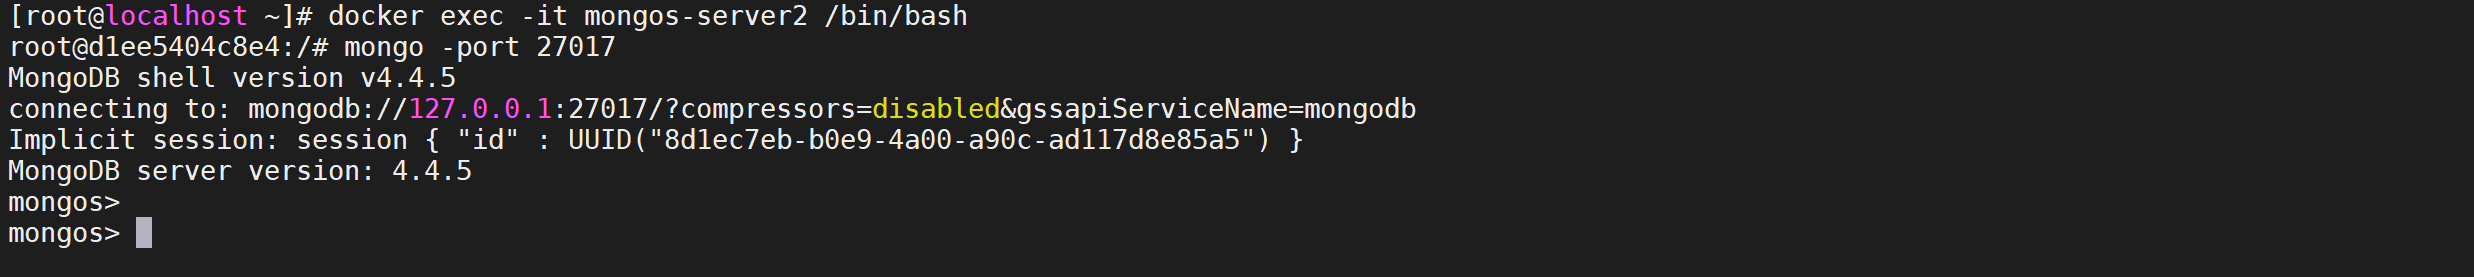 [root@localhost ~]# docker exec -it mongos-server2 /bin/bash
root@d1ee5404c8e4:/# mongo -port 27017
MongoDB shell version v4.4.5
connecting to: mongodb://127.0.0.1:27017/?compressors=disabled&gssapiServiceName=mongodb
Implicit session: session { "id" : UUID("8d1ec7eb-b0e9-4a00-a90c-ad117d8e85a5") }
MongoDB server version: 4.4.5
mongos>
mongos>